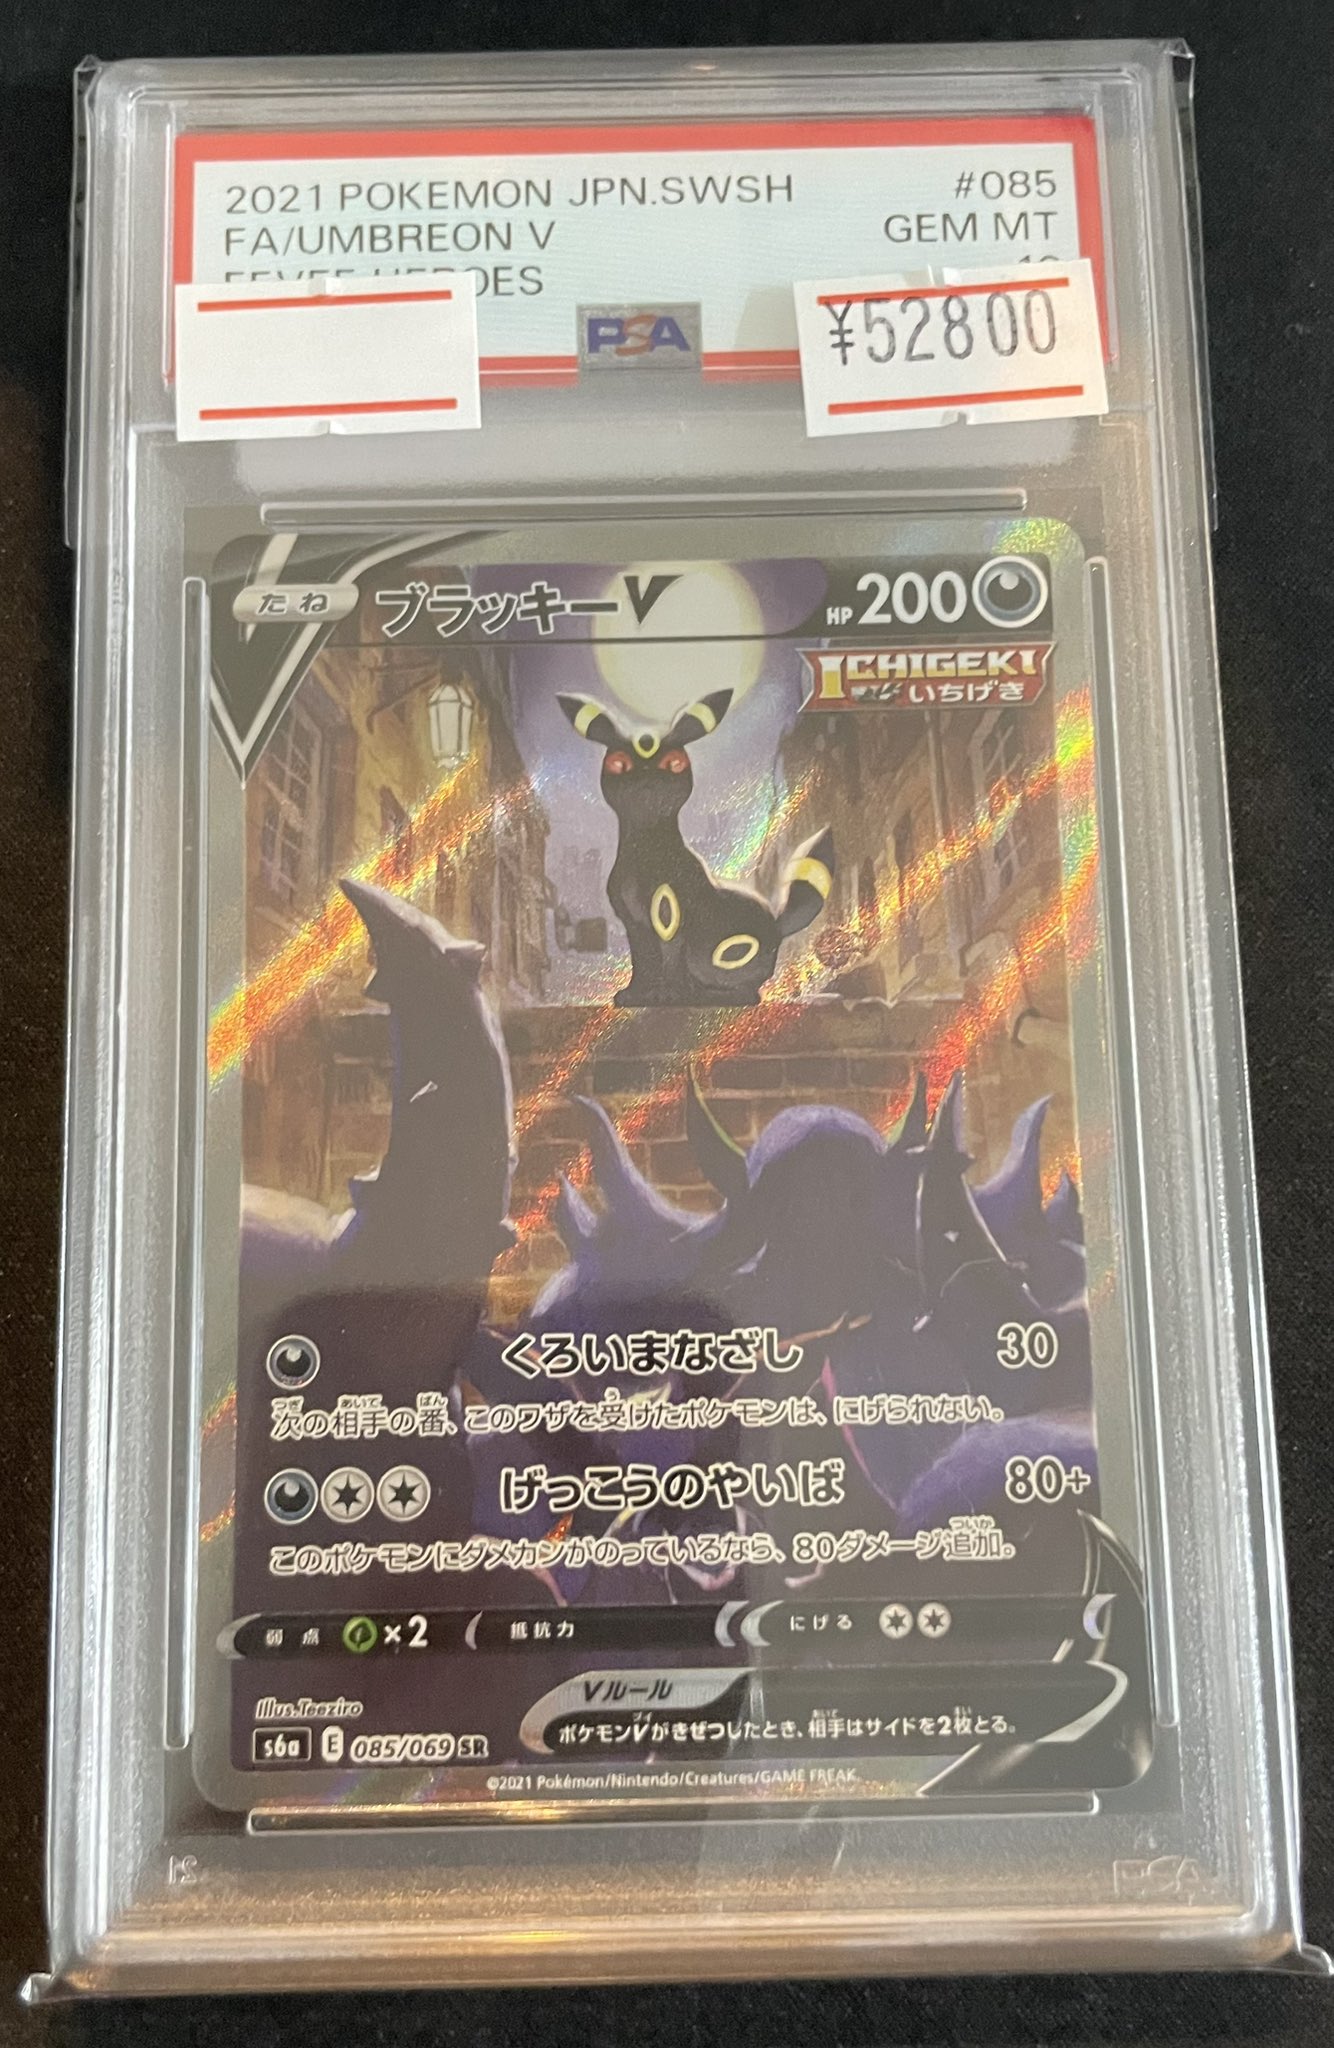 2021 POKEMON JPN.SWSH #085
FA/UMBREON V GEM MT
EEVEE HEROES 10
PSA
¥52800
たね ブラッキーV HP 200
ICHIGEKI
いちげき
くろいまなざし 30
次の相手の番、このワザを受けたポケモンは、にげられない。
げっこうのやいば 80+
このポケモンにダメカンがのっているなら、80ダメージ追加。
弱点 ×2 抵抗力 にげる
Vルール
Illus.Teeziro
ポケモンVがきぜつしたとき、相手はサイドを2枚とる。
s6a E 085/069 SR
©2021 Pokémon/Nintendo/Creatures/GAME FREAK.
PSA